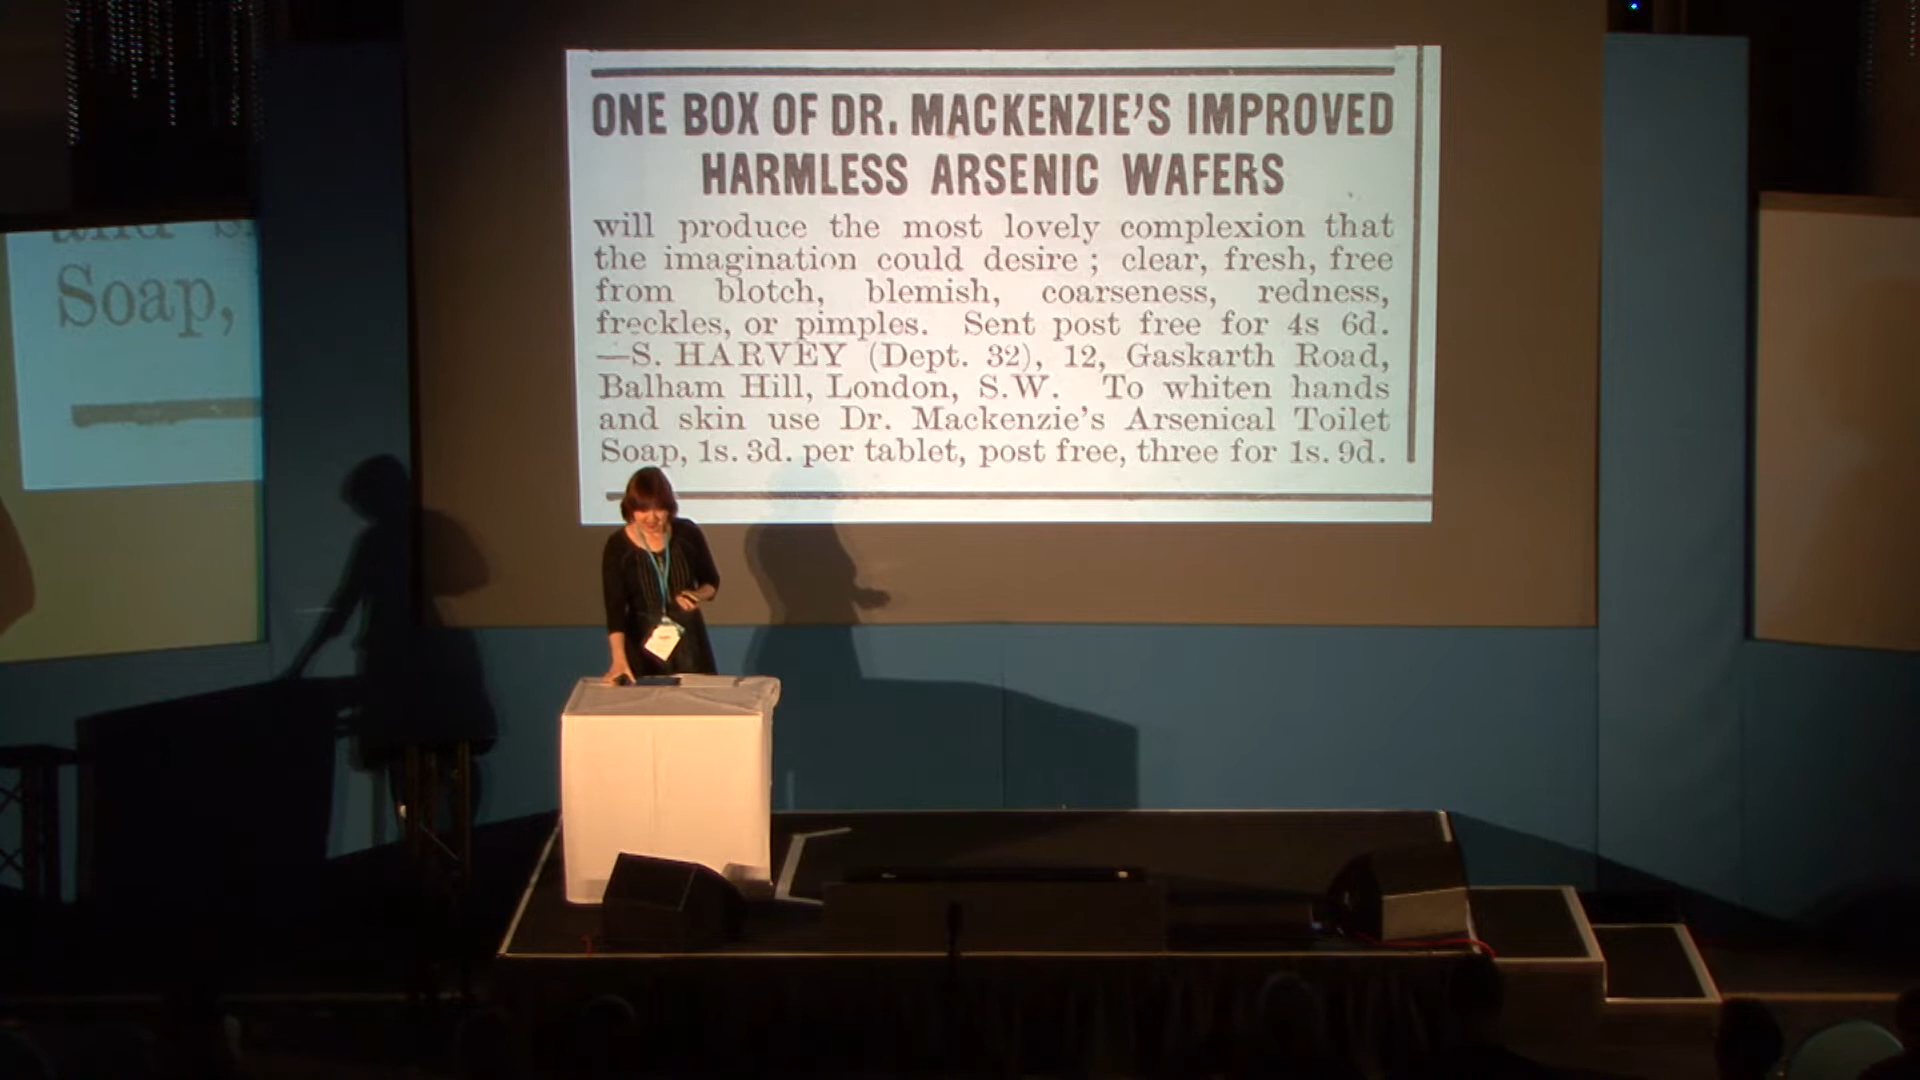 ONE BOX OF DR. MACKENZIE'S IMPROVED
HARMLESS ARSENIC WAFERS
will produce the most lovely complexion that
the imagination could desire ; clear, fresh, free
from blotch, blemish, coarseness, redness,
freckles, or pimples. Sent post free for 4s 6d.
—S. HARVEY (Dept. 32), 12, Gaskarth Road,
Balham Hill, London, S.W. To whiten hands
and skin use Dr. Mackenzie's Arsenical Toilet
Soap, 1s. 3d. per tablet, post free, three for 1s. 9d.
and s
Soap,